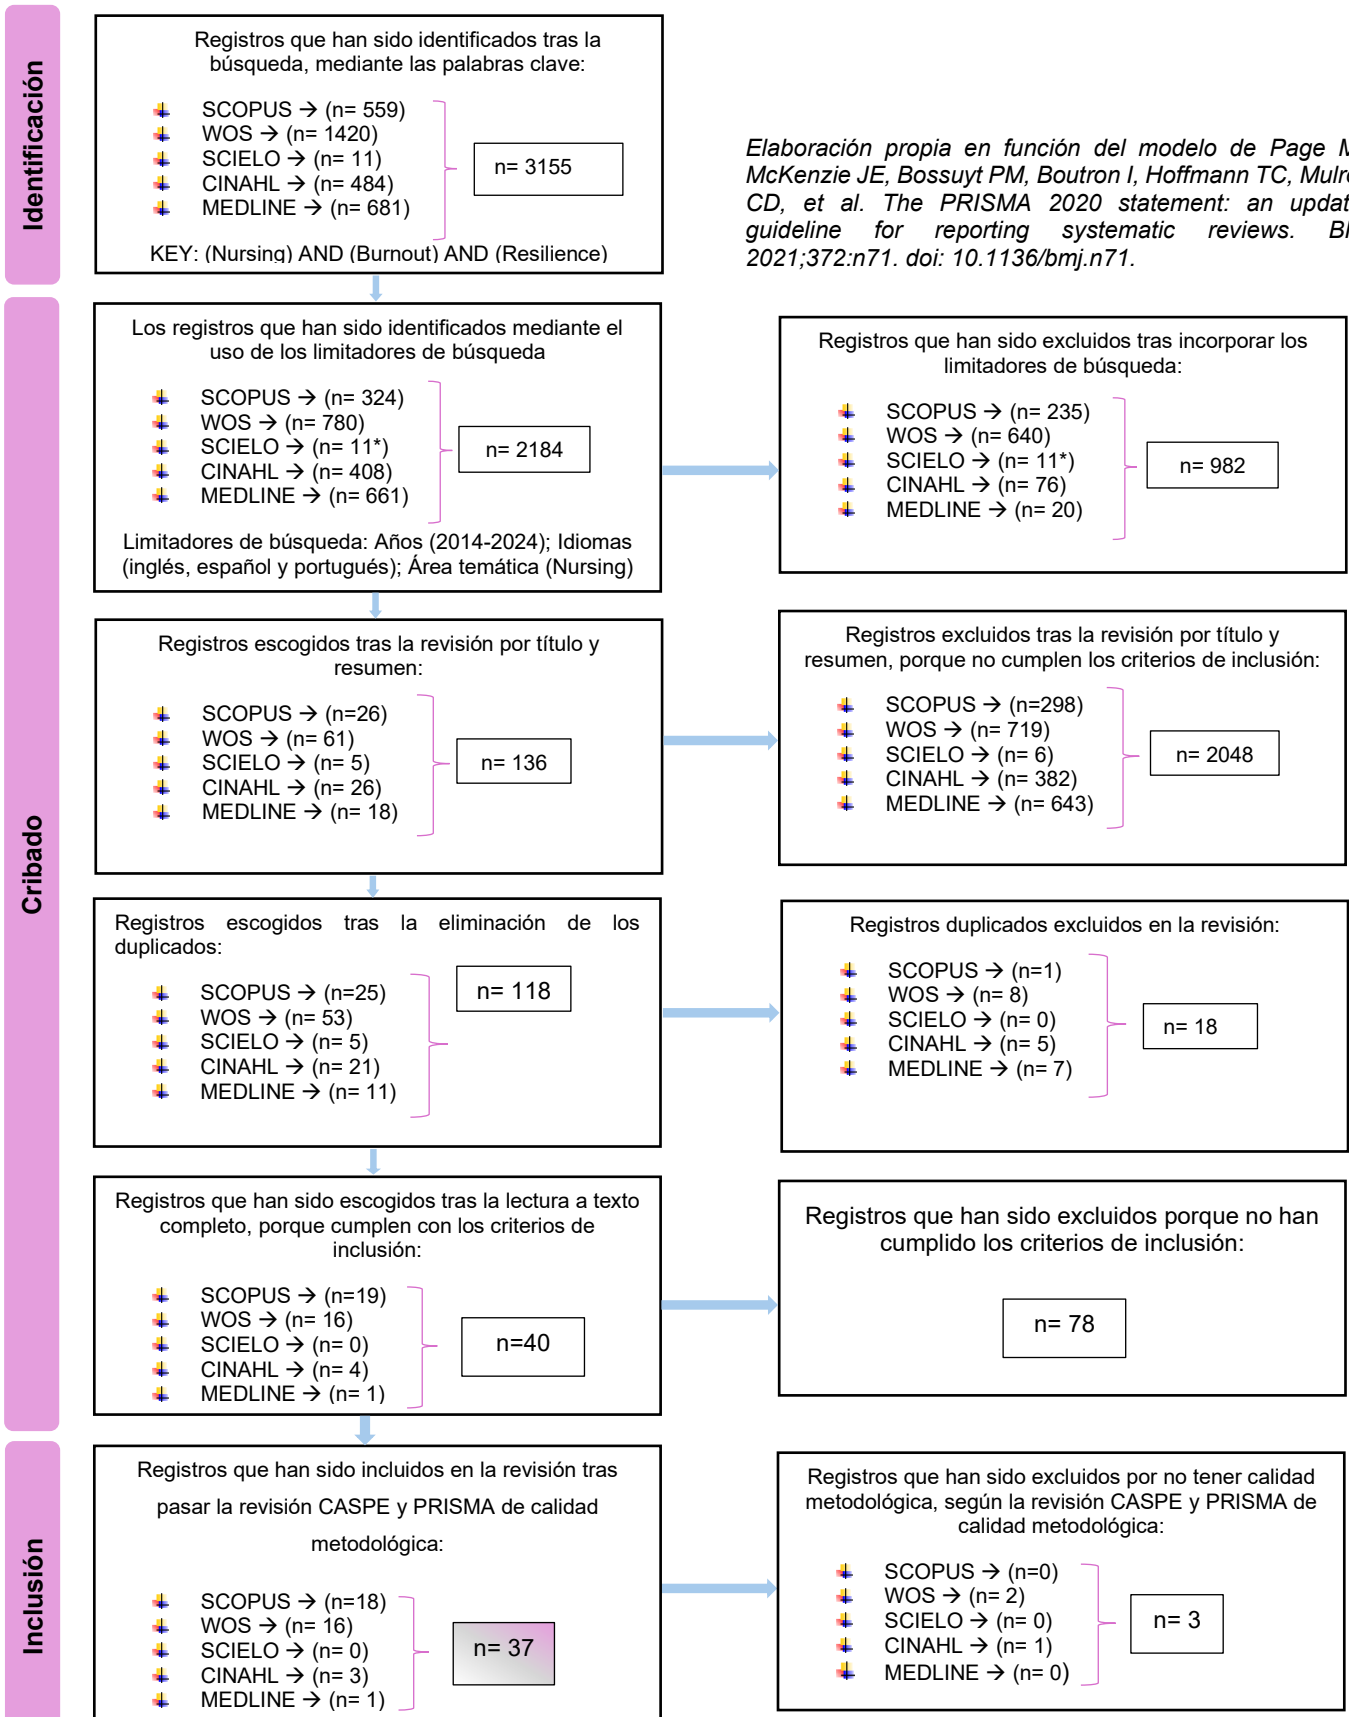 Identificación
Registros que han sido identificados tras la
búsqueda, mediante las palabras clave:
SCOPUS → (n= 559)
WOS → (n= 1420)
SCIELO → (n= 11)
CINAHL → (n= 484)
MEDLINE → (n= 681)
n= 3155
KEY: (Nursing) AND (Burnout) AND (Resilience)
Elaboración propia en función del modelo de Page M
McKenzie JE, Bossuyt PM, Boutron I, Hoffmann TC, Mulro
CD, et al. The PRISMA 2020 statement: an updat
guideline for reporting systematic reviews. B
2021;372:n71. doi: 10.1136/bmj.n71.
Cribado
Los registros que han sido identificados mediante el
uso de los limitadores de búsqueda
SCOPUS → (n= 324)
WOS → (n= 780)
SCIELO → (n= 11*)
CINAHL → (n= 408)
MEDLINE → (n= 661)
n= 2184
Limitadores de búsqueda: Años (2014-2024); Idiomas
(inglés, español y portugués); Área temática (Nursing)
Registros que han sido excluidos tras incorporar los
limitadores de búsqueda:
SCOPUS → (n= 235)
WOS → (n= 640)
SCIELO → (n= 11*)
CINAHL → (n= 76)
MEDLINE → (n= 20)
n= 982
Registros escogidos tras la revisión por título y
resumen:
SCOPUS → (n=26)
WOS → (n= 61)
SCIELO → (n= 5)
CINAHL → (n= 26)
MEDLINE → (n= 18)
n= 136
Registros excluidos tras la revisión por título y
resumen, porque no cumplen los criterios de inclusión:
SCOPUS → (n=298)
WOS → (n= 719)
SCIELO → (n= 6)
CINAHL → (n= 382)
MEDLINE → (n= 643)
n= 2048
Registros escogidos tras la eliminación de los
duplicados:
SCOPUS → (n=25)
WOS → (n= 53)
SCIELO → (n= 5)
CINAHL → (n= 21)
MEDLINE → (n= 11)
n= 118
Registros duplicados excluidos en la revisión:
SCOPUS → (n=1)
WOS → (n= 8)
SCIELO → (n= 0)
CINAHL → (n= 5)
MEDLINE → (n= 7)
n= 18
Registros que han sido escogidos tras la lectura a texto
completo, porque cumplen con los criterios de
inclusión:
SCOPUS → (n=19)
WOS → (n= 16)
SCIELO → (n= 0)
CINAHL → (n= 4)
MEDLINE → (n= 1)
n=40
Registros que han sido excluidos porque no han
cumplido los criterios de inclusión:
n= 78
Inclusión
Registros que han sido incluidos en la revisión tras
pasar la revisión CASPE y PRISMA de calidad
metodológica:
SCOPUS → (n=18)
WOS → (n= 16)
SCIELO → (n= 0)
CINAHL → (n= 3)
MEDLINE → (n= 1)
n= 37
Registros que han sido excluidos por no tener calidad
metodológica, según la revisión CASPE y PRISMA de
calidad metodológica:
SCOPUS → (n=0)
WOS → (n= 2)
SCIELO → (n= 0)
CINAHL → (n= 1)
MEDLINE → (n= 0)
n= 3